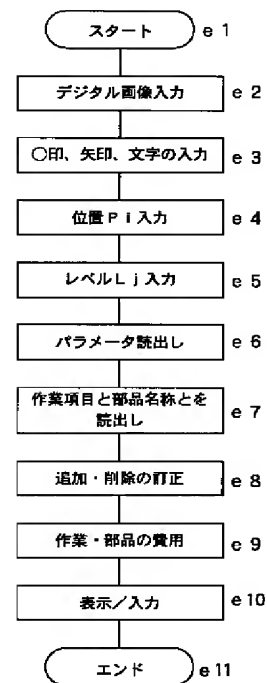 スタート e 1
デジタル画像入力 e 2
〇印、矢印、文字の入力 e 3
位置Ｐｉ入力 e 4
レベルＬｊ入力 e 5
パラメータ読出し e 6
作業項目と部品名称とを
読出し e 7
追加・削除の訂正 e 8
作業・部品の費用 e 9
表示／入力 e 10
エンド e 11